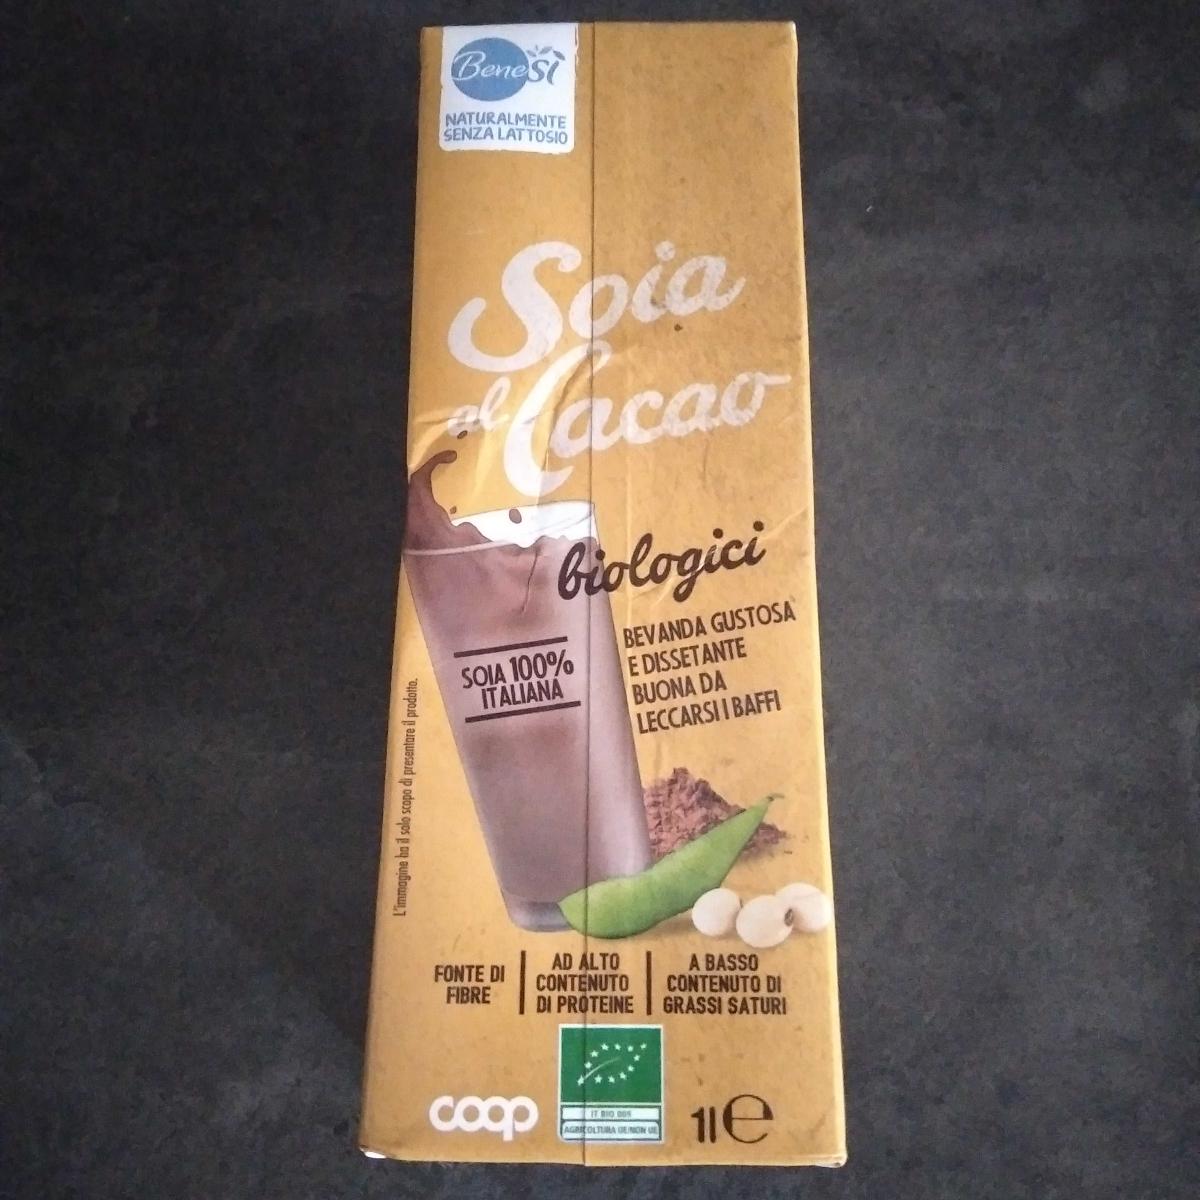 BeneSì
NATURALMENTE
SENZA LATTOSIO
Soia
al Cacao
biologici
BEVANDA GUSTOSA
E DISSETANTE
BUONA DA
LECCARSI I BAFFI
SOIA 100%
ITALIANA
L'immagine ha il solo scopo di presentare il prodotto.
FONTE DI
FIBRE
AD ALTO
CONTENUTO
DI PROTEINE
A BASSO
CONTENUTO DI
GRASSI SATURI
IT BIO 009
AGRICOLTURA UE/NON UE
coop
1l e